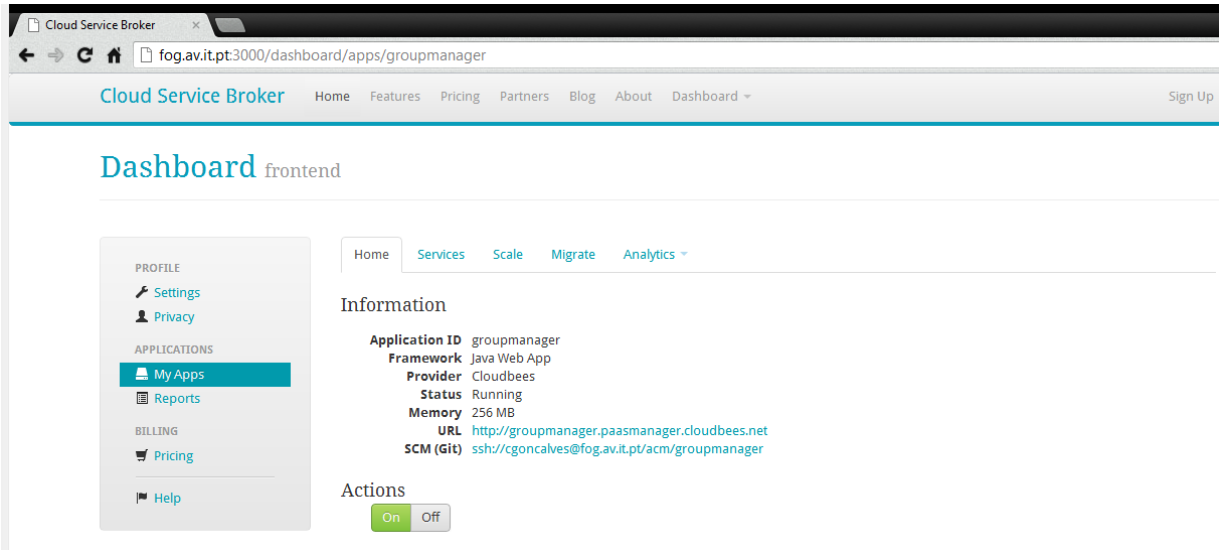 Cloud Service Broker
fog.av.it.pt:3000/dashboard/apps/groupmanager
Cloud Service Broker Home Features Pricing Partners Blog About Dashboard Sign Up
Dashboard frontend
PROFILE
Settings
Privacy
APPLICATIONS
My Apps
Reports
BILLING
Pricing
Help
Home Services Scale Migrate Analytics
Information
Application ID groupmanager
Framework Java Web App
Provider Cloudbees
Status Running
Memory 256 MB
URL http://groupmanager.paasmanager.cloudbees.net
SCM (Git) ssh://cgoncalves@fog.av.it.pt/acm/groupmanager
Actions
On Off